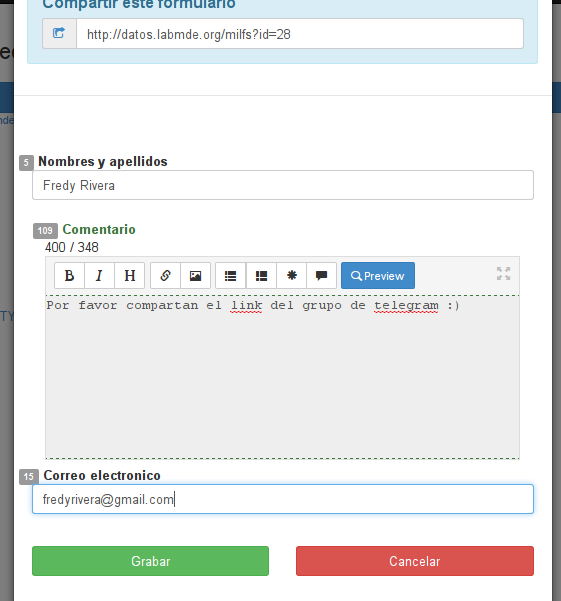 Compartir este formulario
http://datos.labmde.org/milfs?id=28
5 Nombres y apellidos
Fredy Rivera
109 Comentario
400 / 348
B I H Preview
Por favor compartan el link del grupo de telegram :)
15 Correo electronico
fredyrivera@gmail.com
Grabar Cancelar